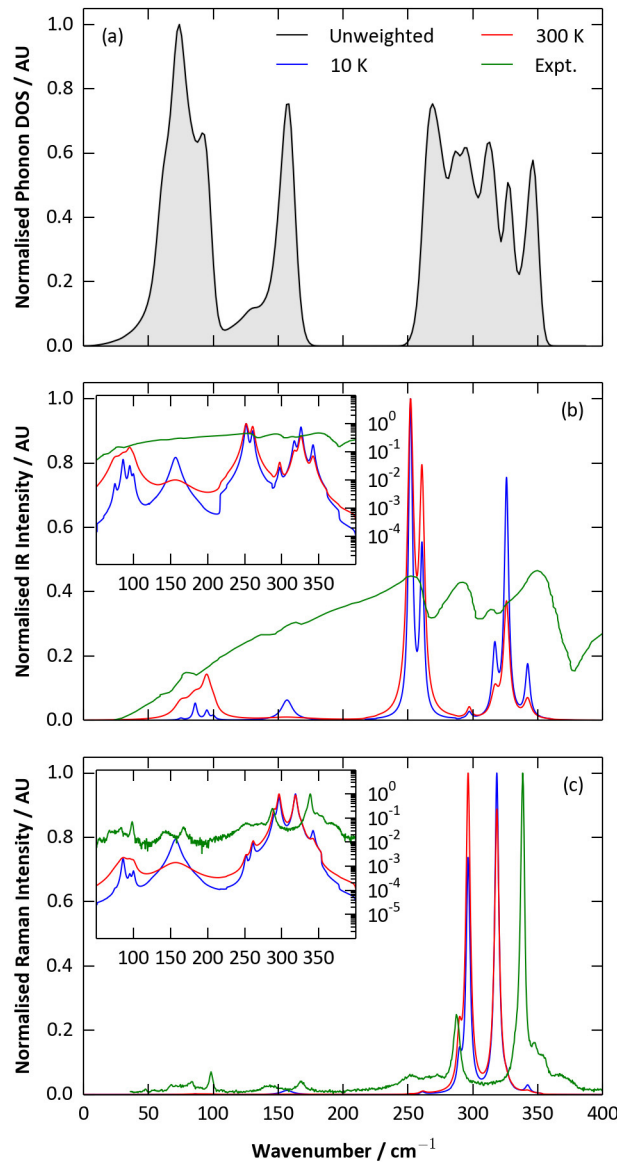 (a)
Unweighted
300 K
10 K
Expt.
Normalised Phonon DOS / AU
1.0
0.8
0.6
0.4
0.2
0.0
(b)
Normalised IR Intensity / AU
1.0
0.8
0.6
0.4
0.2
0.0
10⁰
10⁻¹
10⁻²
10⁻³
10⁻⁴
100 150 200 250 300 350
(c)
Normalised Raman Intensity / AU
1.0
0.8
0.6
0.4
0.2
0.0
10⁰
10⁻¹
10⁻²
10⁻³
10⁻⁴
10⁻⁵
100 150 200 250 300 350
0 50 100 150 200 250 300 350 400
Wavenumber / cm⁻¹